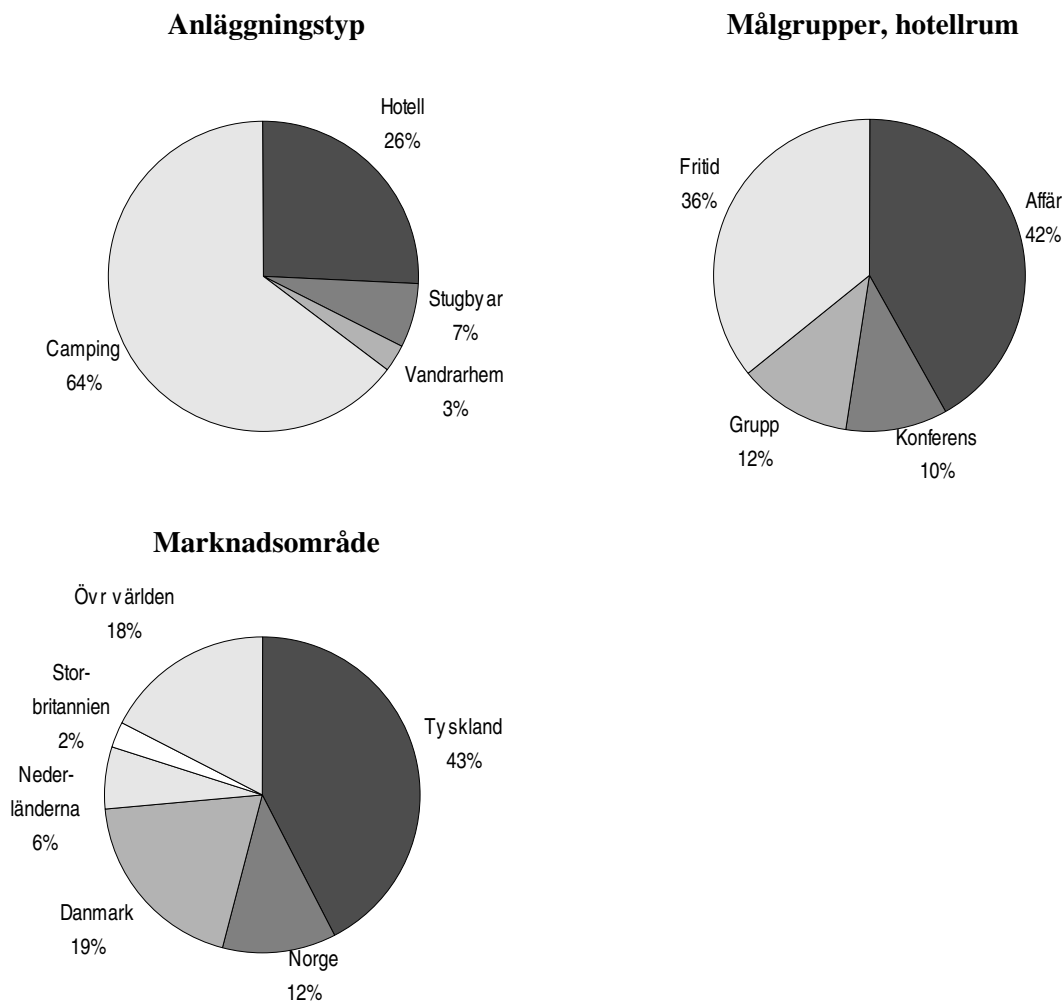 Anläggningstyp
Hotell
26%
Stugbyar
7%
Vandrarhem
3%
Camping
64%
Målgrupper, hotellrum
Fritid
36%
Affär
42%
Grupp
12%
Konferens
10%
Marknadsområde
Övr världen
18%
Stor-
britannien
2%
Neder-
länderna
6%
Danmark
19%
Norge
12%
Tyskland
43%